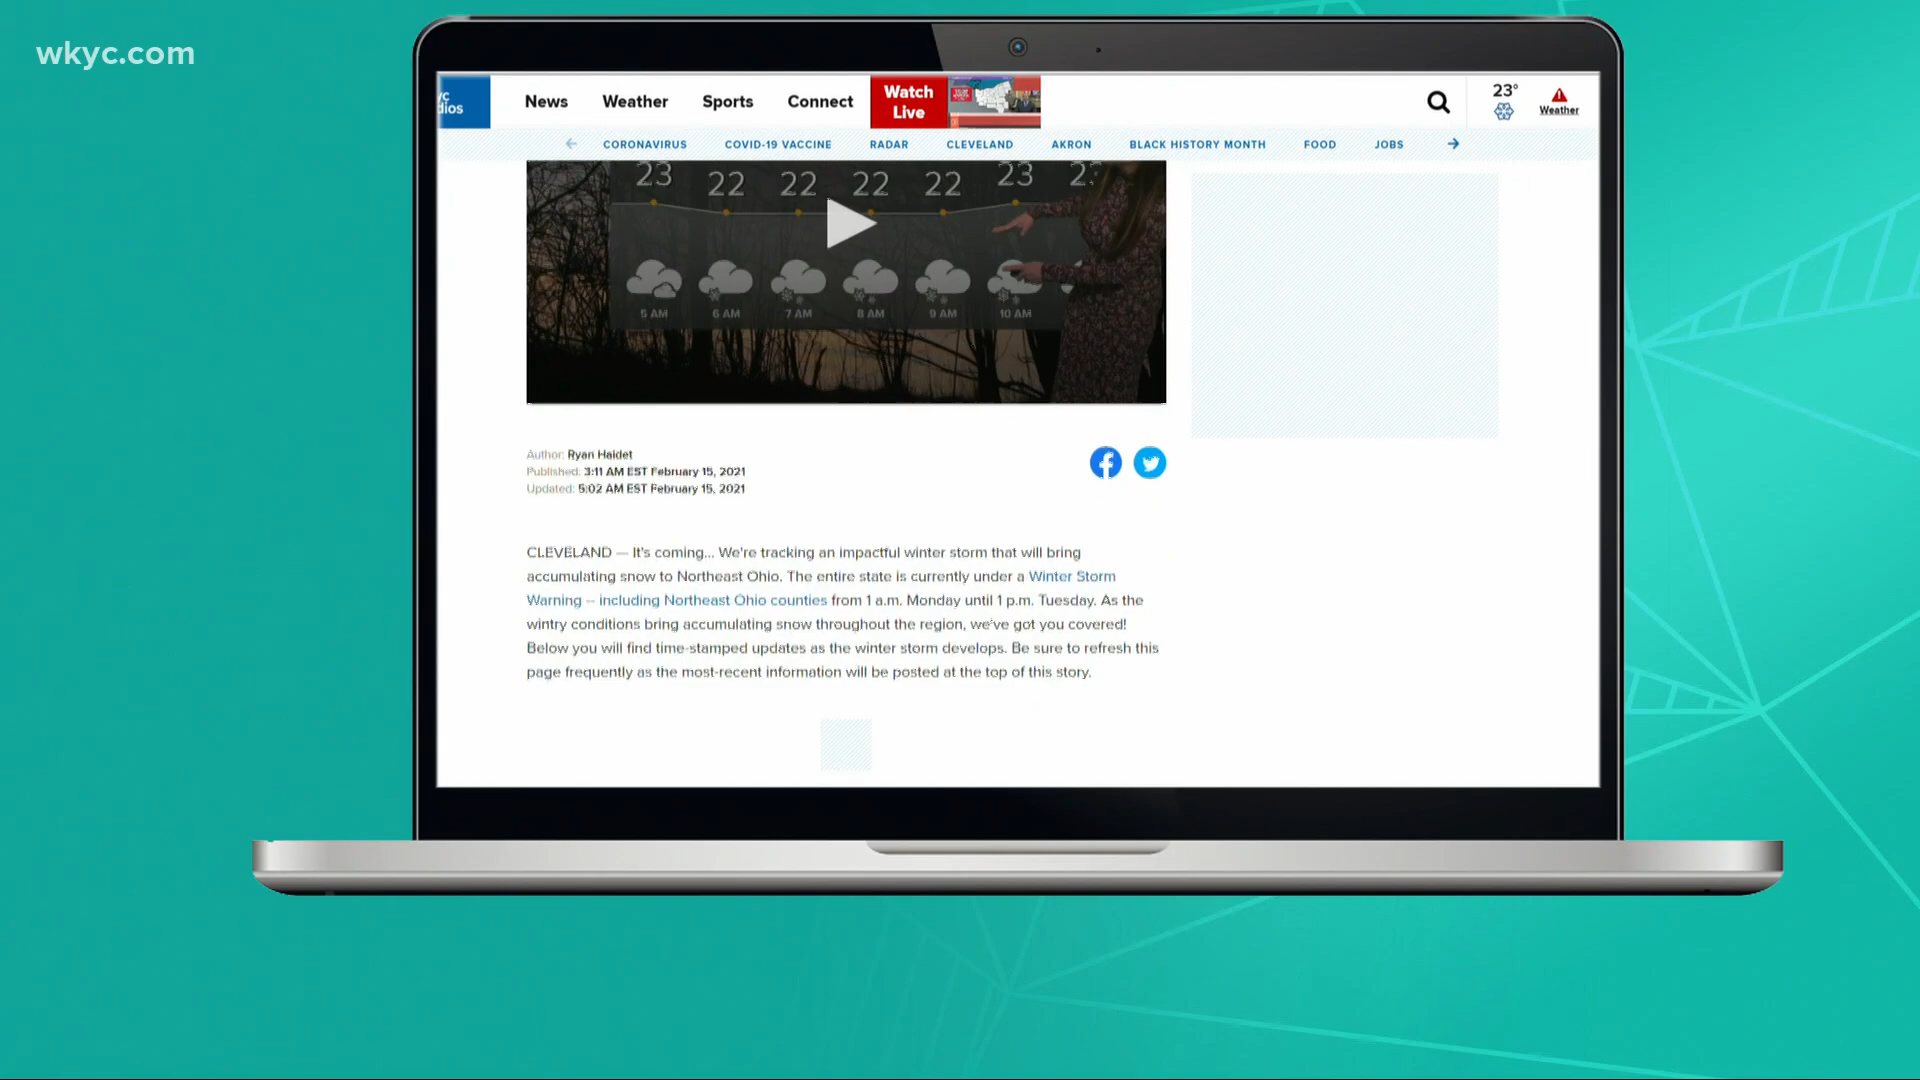 wkyc.com
News Weather Sports Connect Watch Live 23° Weather
CORONAVIRUS COVID-19 VACCINE RADAR CLEVELAND AKRON BLACK HISTORY MONTH FOOD JOBS
23 22 22 22 22 23
5 AM 6 AM 7 AM 8 AM 9 AM 10 AM
Author: Ryan Haidet
Published: 3:11 AM EST February 15, 2021
Updated: 5:02 AM EST February 15, 2021
CLEVELAND — It's coming... We're tracking an impactful winter storm that will bring
accumulating snow to Northeast Ohio. The entire state is currently under a Winter Storm
Warning – including Northeast Ohio counties from 1 a.m. Monday until 1 p.m. Tuesday. As the
wintry conditions bring accumulating snow throughout the region, we've got you covered!
Below you will find time-stamped updates as the winter storm develops. Be sure to refresh this
page frequently as the most-recent information will be posted at the top of this story.